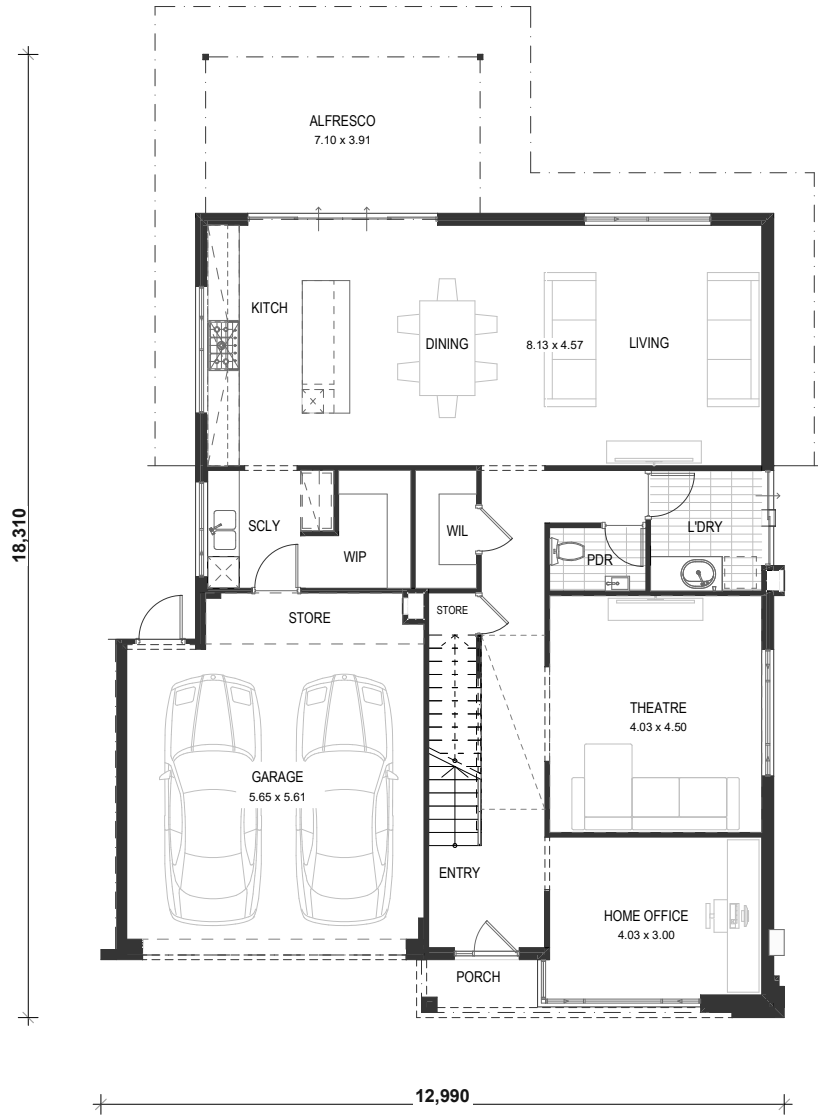 ALFRESCO
7.10 x 3.91
KITCH
DINING
8.13 x 4.57
LIVING
18,310
SCLY
WIP
WIL
PDR
L'DRY
STORE
STORE
THEATRE
4.03 x 4.50
GARAGE
5.65 x 5.61
ENTRY
HOME OFFICE
4.03 x 3.00
PORCH
12,990